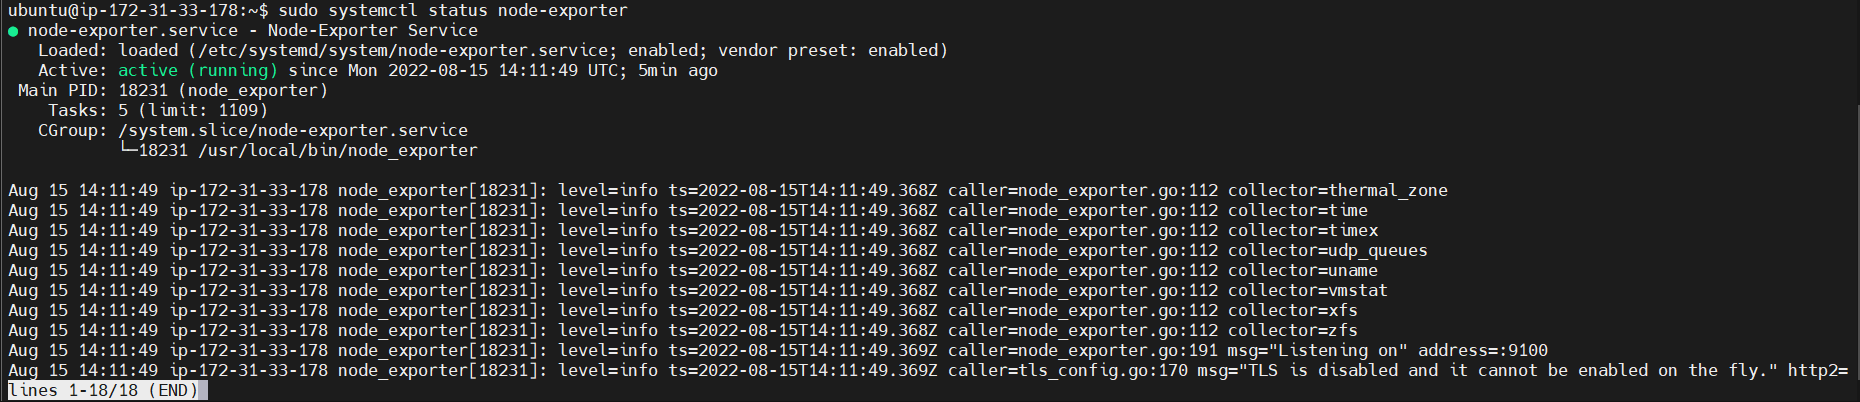 ubuntu@ip-172-31-33-178:~$ sudo systemctl status node-exporter
● node-exporter.service - Node-Exporter Service
   Loaded: loaded (/etc/systemd/system/node-exporter.service; enabled; vendor preset: enabled)
   Active: active (running) since Mon 2022-08-15 14:11:49 UTC; 5min ago
 Main PID: 18231 (node_exporter)
    Tasks: 5 (limit: 1109)
   CGroup: /system.slice/node-exporter.service
           └─18231 /usr/local/bin/node_exporter

Aug 15 14:11:49 ip-172-31-33-178 node_exporter[18231]: level=info ts=2022-08-15T14:11:49.368Z caller=node_exporter.go:112 collector=thermal_zone
Aug 15 14:11:49 ip-172-31-33-178 node_exporter[18231]: level=info ts=2022-08-15T14:11:49.368Z caller=node_exporter.go:112 collector=time
Aug 15 14:11:49 ip-172-31-33-178 node_exporter[18231]: level=info ts=2022-08-15T14:11:49.368Z caller=node_exporter.go:112 collector=timex
Aug 15 14:11:49 ip-172-31-33-178 node_exporter[18231]: level=info ts=2022-08-15T14:11:49.368Z caller=node_exporter.go:112 collector=udp_queues
Aug 15 14:11:49 ip-172-31-33-178 node_exporter[18231]: level=info ts=2022-08-15T14:11:49.368Z caller=node_exporter.go:112 collector=uname
Aug 15 14:11:49 ip-172-31-33-178 node_exporter[18231]: level=info ts=2022-08-15T14:11:49.368Z caller=node_exporter.go:112 collector=vmstat
Aug 15 14:11:49 ip-172-31-33-178 node_exporter[18231]: level=info ts=2022-08-15T14:11:49.368Z caller=node_exporter.go:112 collector=xfs
Aug 15 14:11:49 ip-172-31-33-178 node_exporter[18231]: level=info ts=2022-08-15T14:11:49.368Z caller=node_exporter.go:112 collector=zfs
Aug 15 14:11:49 ip-172-31-33-178 node_exporter[18231]: level=info ts=2022-08-15T14:11:49.369Z caller=node_exporter.go:191 msg="Listening on" address=:9100
Aug 15 14:11:49 ip-172-31-33-178 node_exporter[18231]: level=info ts=2022-08-15T14:11:49.369Z caller=tls_config.go:170 msg="TLS is disabled and it cannot be enabled on the fly." http2=
lines 1-18/18 (END)